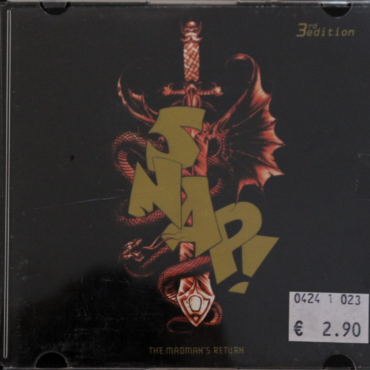 3rd edition
SNAP!
0424 1 023
€ 2.90
THE MADMAN'S RETURN